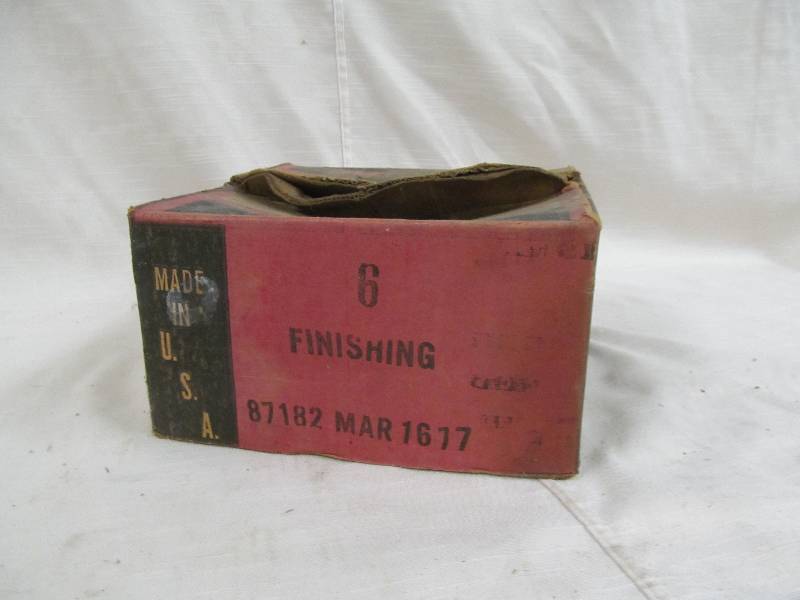 MADE
IN
U.
S.
A.
6
FINISHING
87182 MAR 1677